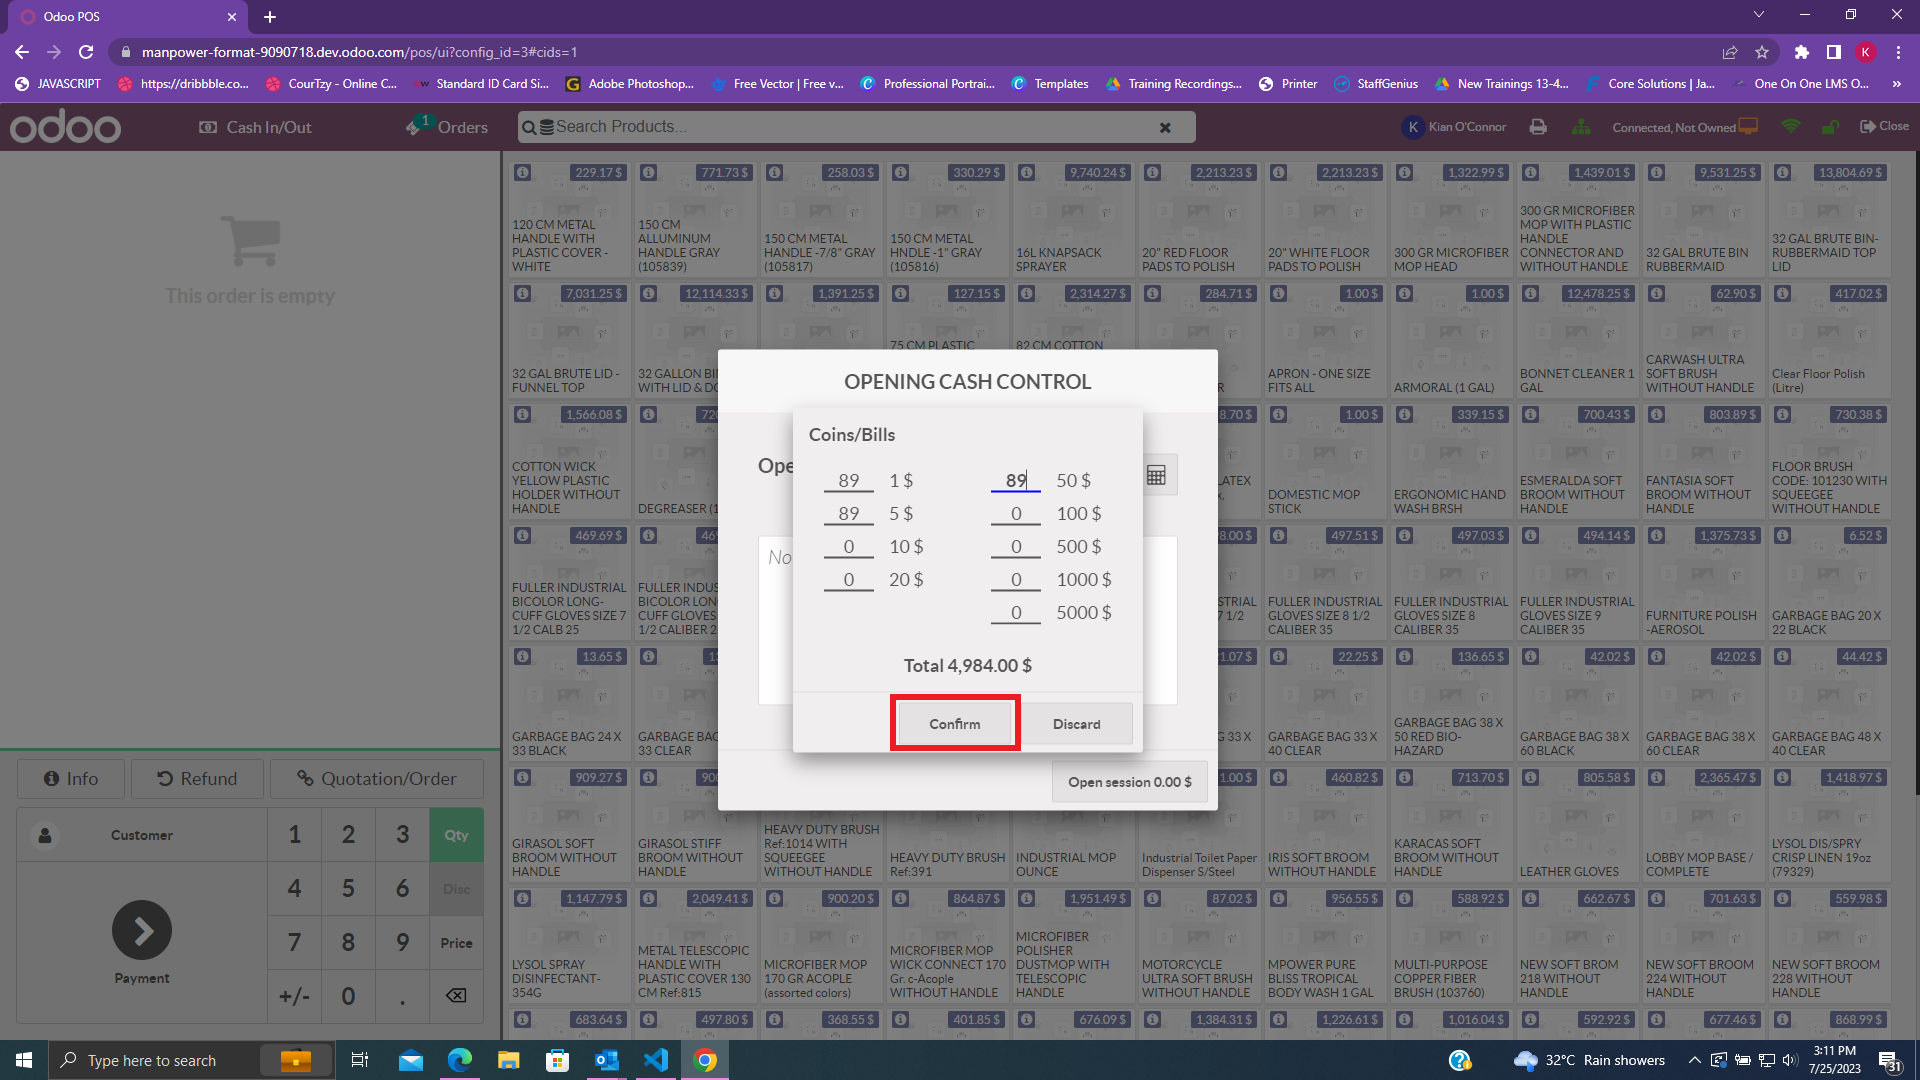 Odoo POS
manpower-format-9090718.dev.odoo.com/pos/ui?config_id=3#cids=1
K
JAVASCRIPT
https://dribbble.co...
CourTzy - Online C...
Standard ID Card Si...
Adobe Photoshop...
Free Vector | Free v...
Professional Portrai...
Templates
Training Recordings...
Printer
StaffGenius
New Trainings 13-4...
Core Solutions | Ja...
One On One LMS O...
»
odoo
Cash In/Out
1
Orders
Search Products...
K Kian O'Connor
Connected, Not Owned
Close
This order is empty
229.17 $
120 CM METAL
HANDLE WITH
PLASTIC COVER -
WHITE
771.73 $
150 CM
ALLUMINUM
HANDLE GRAY
(105839)
258.03 $
150 CM METAL
HANDLE -7/8" GRAY
(105817)
330.29 $
150 CM METAL
HNDLE -1" GRAY
(105816)
9,740.24 $
16L KNAPSACK
SPRAYER
2,213.23 $
20" RED FLOOR
PADS TO POLISH
2,213.23 $
20" WHITE FLOOR
PADS TO POLISH
1,322.99 $
300 GR MICROFIBER
MOP HEAD
1,439.01 $
300 GR MICROFIBER
MOP WITH PLASTIC
HANDLE
CONNECTOR AND
WITHOUT HANDLE
9,531.25 $
32 GAL BRUTE BIN
RUBBERMAID
13,804.69 $
32 GAL BRUTE BIN-
RUBBERMAID TOP
LID
7,031.25 $
32 GAL BRUTE LID -
FUNNEL TOP
12,114.33 $
32 GALLON BI
WITH LID & DO
1,391.25 $
127.15 $
75 CM PLASTIC
2,314.27 $
82 CM COTTON
284.71 $
R
1.00 $
APRON - ONE SIZE
FITS ALL
1.00 $
ARMORAL (1 GAL)
12,478.25 $
BONNET CLEANER 1
GAL
62.90 $
CARWASH ULTRA
SOFT BRUSH
WITHOUT HANDLE
417.02 $
Clear Floor Polish
(Litre)
1,566.08 $
COTTON WICK
YELLOW PLASTIC
HOLDER WITHOUT
HANDLE
720
DEGREASER (1
8.70 $
LATEX
1.00 $
DOMESTIC MOP
STICK
339.15 $
ERGONOMIC HAND
WASH BRSH
700.43 $
ESMERALDA SOFT
BROOM WITHOUT
HANDLE
803.89 $
FANTASIA SOFT
BROOM WITHOUT
HANDLE
730.38 $
FLOOR BRUSH
CODE: 101230 WITH
SQUEEGEE
WITHOUT HANDLE
469.69 $
FULLER INDUSTRIAL
BICOLOR LONG-
CUFF GLOVES SIZE 7
1/2 CALB 25
FULLER INDUS
BICOLOR LON
CUFF GLOVES
1/2 CALIBER 2
8.00 $
STRIAL
7 1/2
497.51 $
FULLER INDUSTRIAL
GLOVES SIZE 8 1/2
CALIBER 35
497.03 $
FULLER INDUSTRIAL
GLOVES SIZE 8
CALIBER 35
494.14 $
FULLER INDUSTRIAL
GLOVES SIZE 9
CALIBER 35
1,375.73 $
FURNITURE POLISH
-AEROSOL
6.52 $
GARBAGE BAG 20 X
22 BLACK
13.65 $
GARBAGE BAG 24 X
33 BLACK
GARBAGE BAG
33 CLEAR
1.07 $
G 33 X
22.25 $
GARBAGE BAG 33 X
40 CLEAR
136.65 $
GARBAGE BAG 38 X
50 RED BIO-
HAZARD
42.02 $
GARBAGE BAG 38 X
60 BLACK
42.02 $
GARBAGE BAG 38 X
60 CLEAR
44.42 $
GARBAGE BAG 48 X
40 CLEAR
909.27 $
GIRASOL SOFT
BROOM WITHOUT
HANDLE
900
GIRASOL STIFF
BROOM WITHOUT
HANDLE
HEAVY DUTY BRUSH
Ref:1014 WITH
SQUEEGEE
WITHOUT HANDLE
HEAVY DUTY BRUSH
Ref:391
INDUSTRIAL MOP
OUNCE
1.00 $
Industrial Toilet Paper
Dispenser S/Steel
460.82 $
IRIS SOFT BROOM
WITHOUT HANDLE
713.70 $
KARACAS SOFT
BROOM WITHOUT
HANDLE
805.58 $
LEATHER GLOVES
2,365.47 $
LOBBY MOP BASE /
COMPLETE
1,418.97 $
LYSOL DIS/SPRY
CRISP LINEN 19oz
(79329)
1,147.79 $
LYSOL SPRAY
DISINFECTANT-
354G
2,049.41 $
METAL TELESCOPIC
HANDLE WITH
PLASTIC COVER 130
CM Ref:815
900.20 $
MICROFIBER MOP
170 GR ACOPLE
(assorted colors)
864.87 $
MICROFIBER MOP
WICK CONNECT 170
Gr. c-Acople
WITHOUT HANDLE
1,951.49 $
MICROFIBER
POLISHER
DUSTMOP WITH
TELESCOPIC
HANDLE
87.02 $
MOTORCYCLE
ULTRA SOFT BRUSH
WITHOUT HANDLE
956.55 $
MPOWER PURE
BLISS TROPICAL
BODY WASH 1 GAL
588.92 $
MULTI-PURPOSE
COPPER FIBER
BRUSH (103760)
662.67 $
NEW SOFT BROM
218 WITHOUT
HANDLE
701.63 $
NEW SOFT BROOM
224 WITHOUT
HANDLE
559.98 $
NEW SOFT BROOM
228 WITHOUT
HANDLE
683.64 $
497.80 $
368.55 $
401.85 $
676.09 $
1,384.31 $
1,226.61 $
1,016.04 $
592.92 $
677.46 $
868.99 $
OPENING CASH CONTROL
Ope
No
Coins/Bills
89 1 $
89 50 $
89 5 $
0 100 $
0 10 $
0 500 $
0 20 $
0 1000 $
0 5000 $
Total 4,984.00 $
Confirm
Discard
Open session 0.00 $
Info
Refund
Quotation/Order
Customer
1 2 3 Qty
4 5 6 Disc
7 8 9 Price
+/- 0 .
Payment
Type here to search
32°C Rain showers
3:11 PM
7/25/2023
31